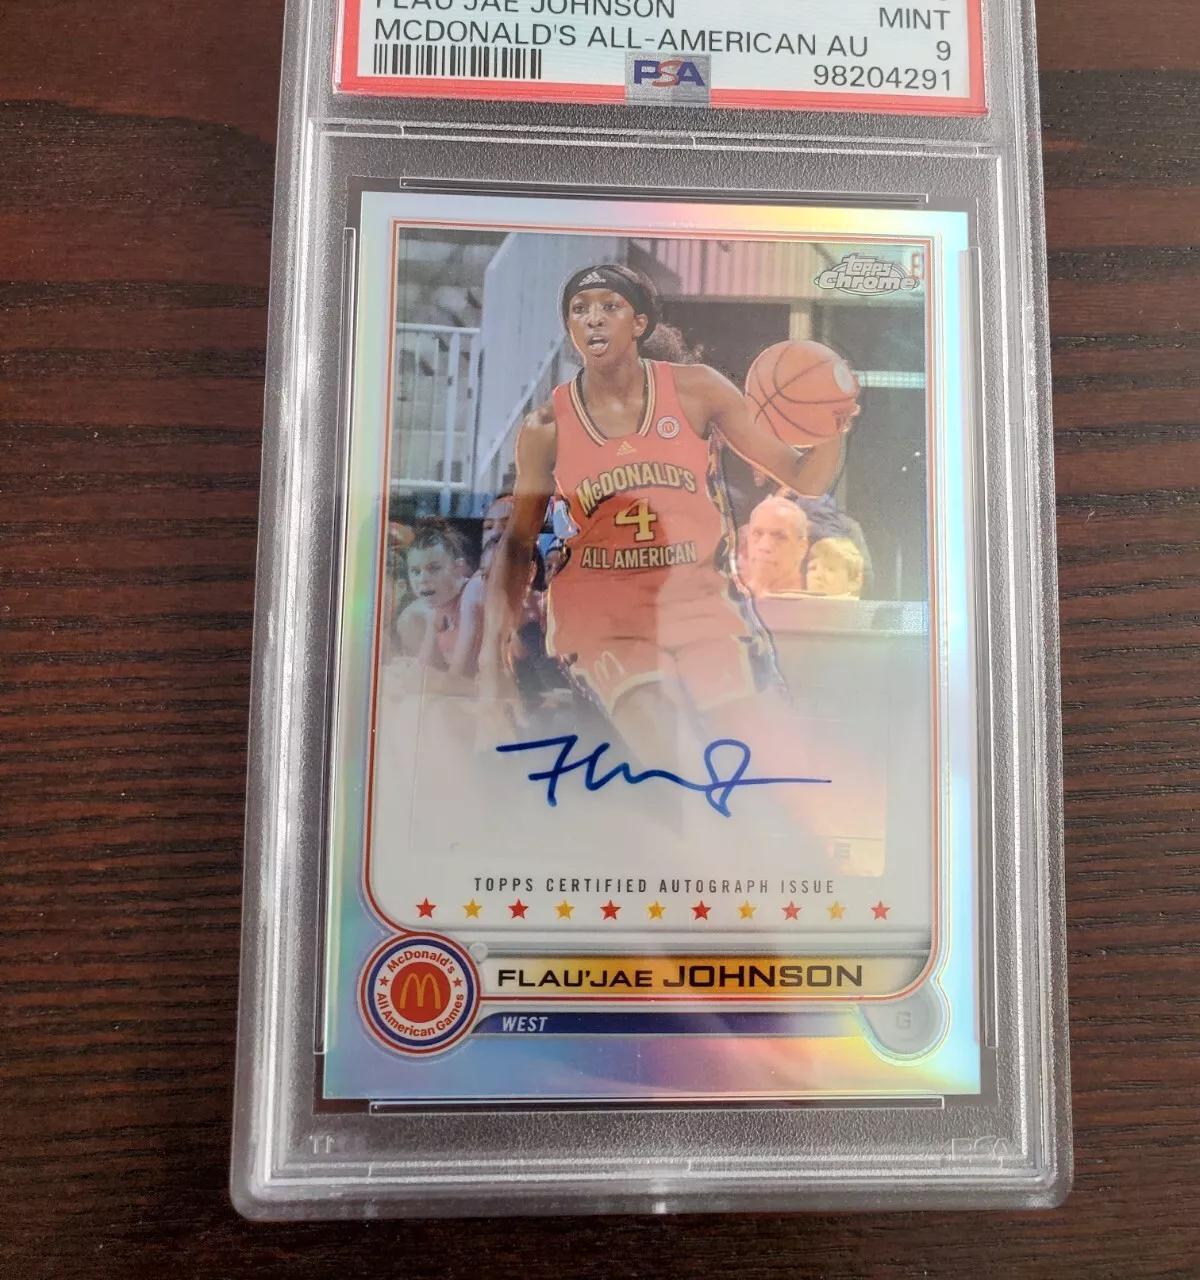 FLAU'JAE JOHNSON
MINT
MCDONALD'S ALL-AMERICAN AU
9
PSA
98204291
topps
Chrome
McDONALD'S
4
ALL AMERICAN
TOPPS CERTIFIED AUTOGRAPH ISSUE
McDonald's
All American Games
FLAU'JAE JOHNSON
WEST
G
PSA